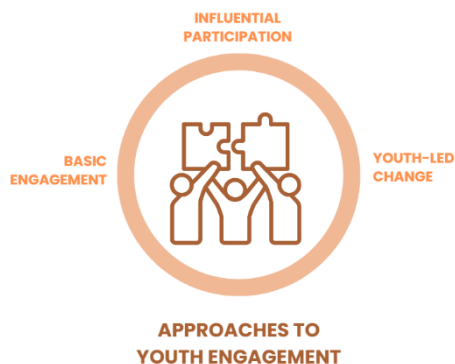 INFLUENTIAL
PARTICIPATION
BASIC
ENGAGEMENT
YOUTH-LED
CHANGE
APPROACHES TO
YOUTH ENGAGEMENT